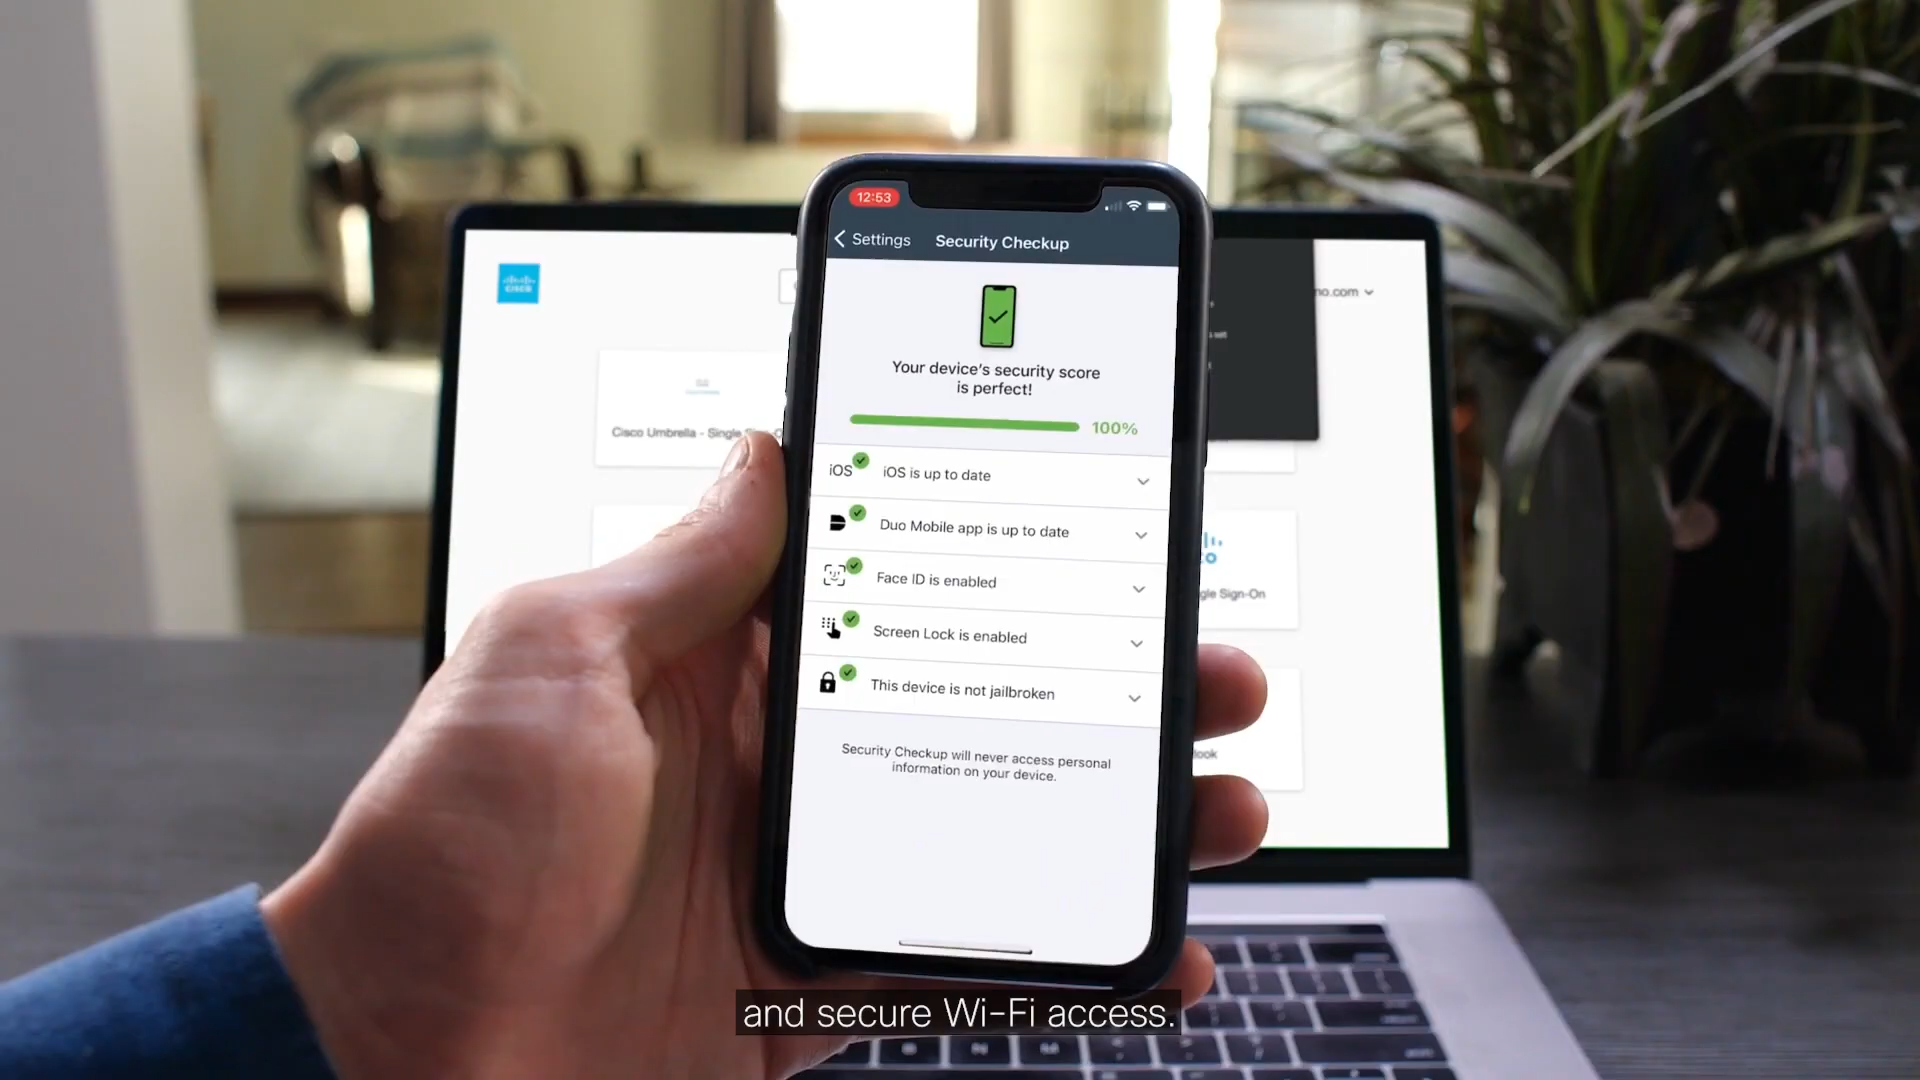 12:53
Settings
Security Checkup
Your device's security score
is perfect!
100%
iOS
iOS is up to date
Duo Mobile app is up to date
Face ID is enabled
Screen Lock is enabled
This device is not jailbroken
Security Checkup will never access personal
information on your device.
CISCO
Cisco Umbrella - Single
no.com
Sign-On
and secure Wi-Fi access.